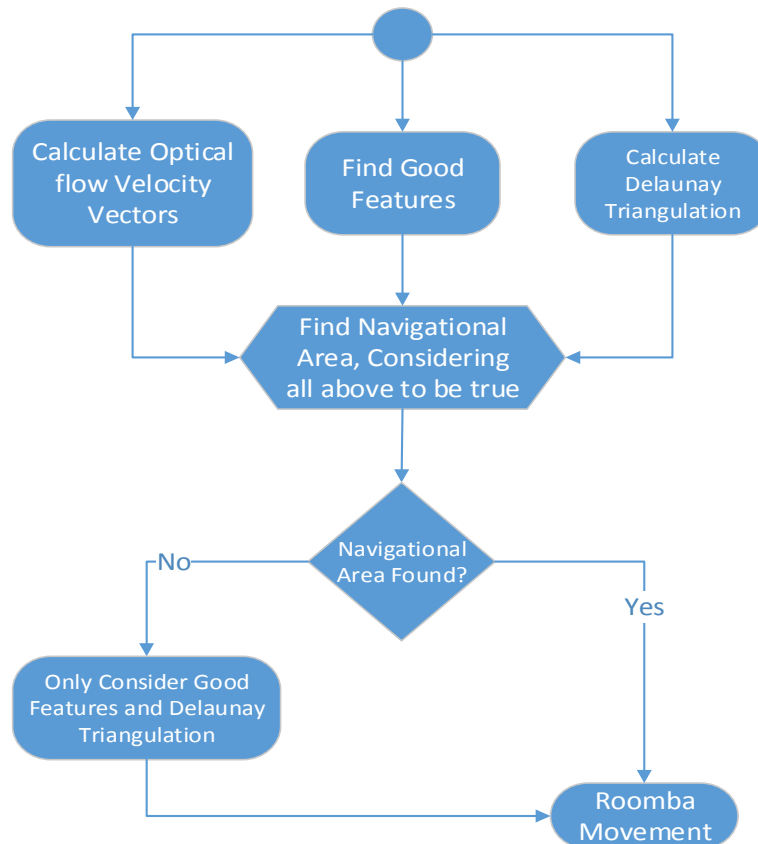 Calculate Optical
flow Velocity
Vectors
Find Good
Features
Calculate
Delaunay
Triangulation
Find Navigational
Area, Considering
all above to be true
Navigational
Area Found?
No
Yes
Only Consider Good
Features and Delaunay
Triangulation
Roomba
Movement